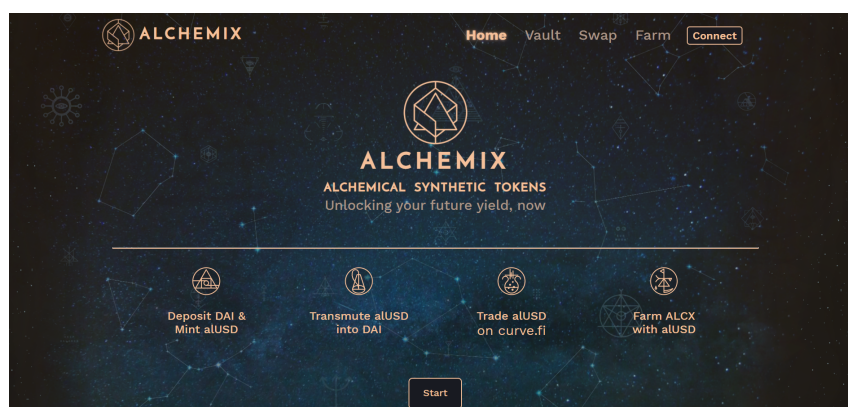 ALCHEMIX
Home Vault Swap Farm Connect
ALCHEMIX
ALCHEMICAL SYNTHETIC TOKENS
Unlocking your future yield, now
Deposit DAI &
Mint alUSD
Transmute alUSD
into DAI
Trade alUSD
on curve.fi
Farm ALCX
with alUSD
Start